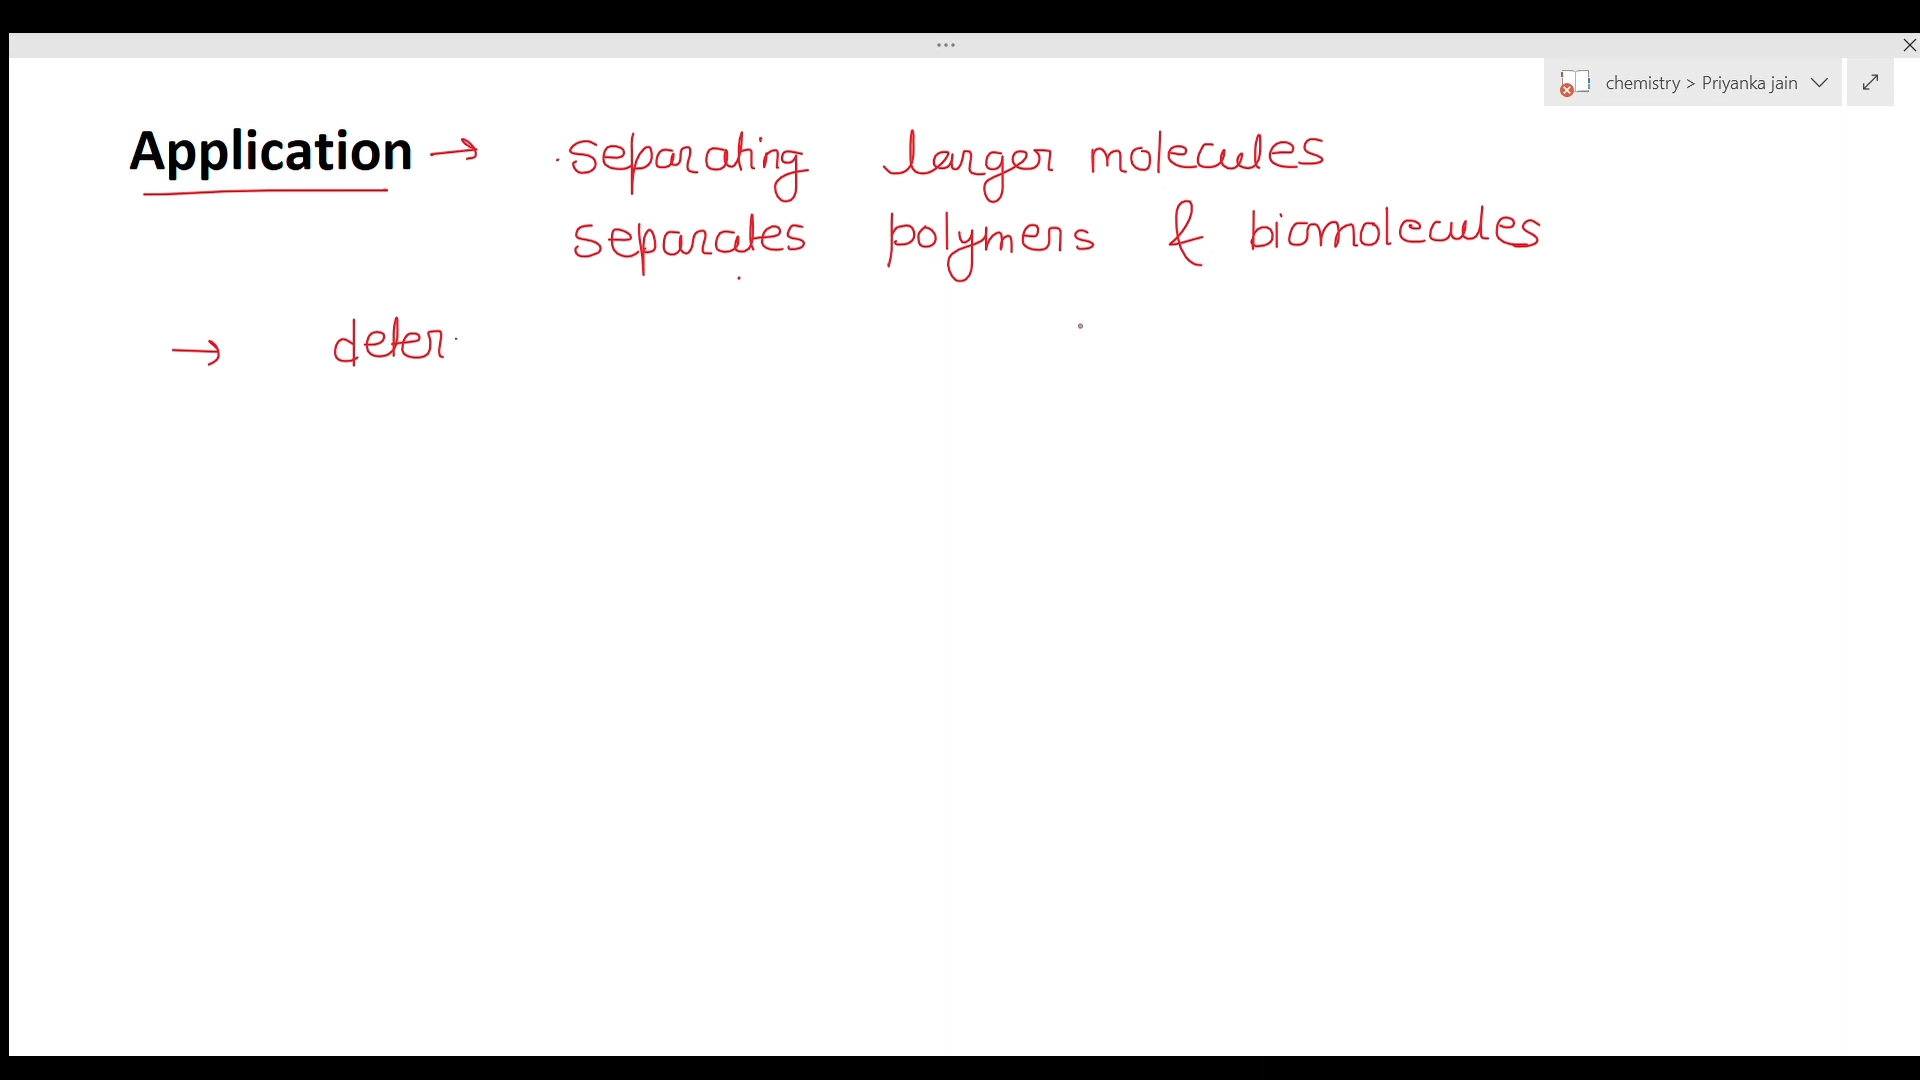 chemistry > Priyanka jain
Application → separating larger molecules
separates polymers & biomolecules
→ deter